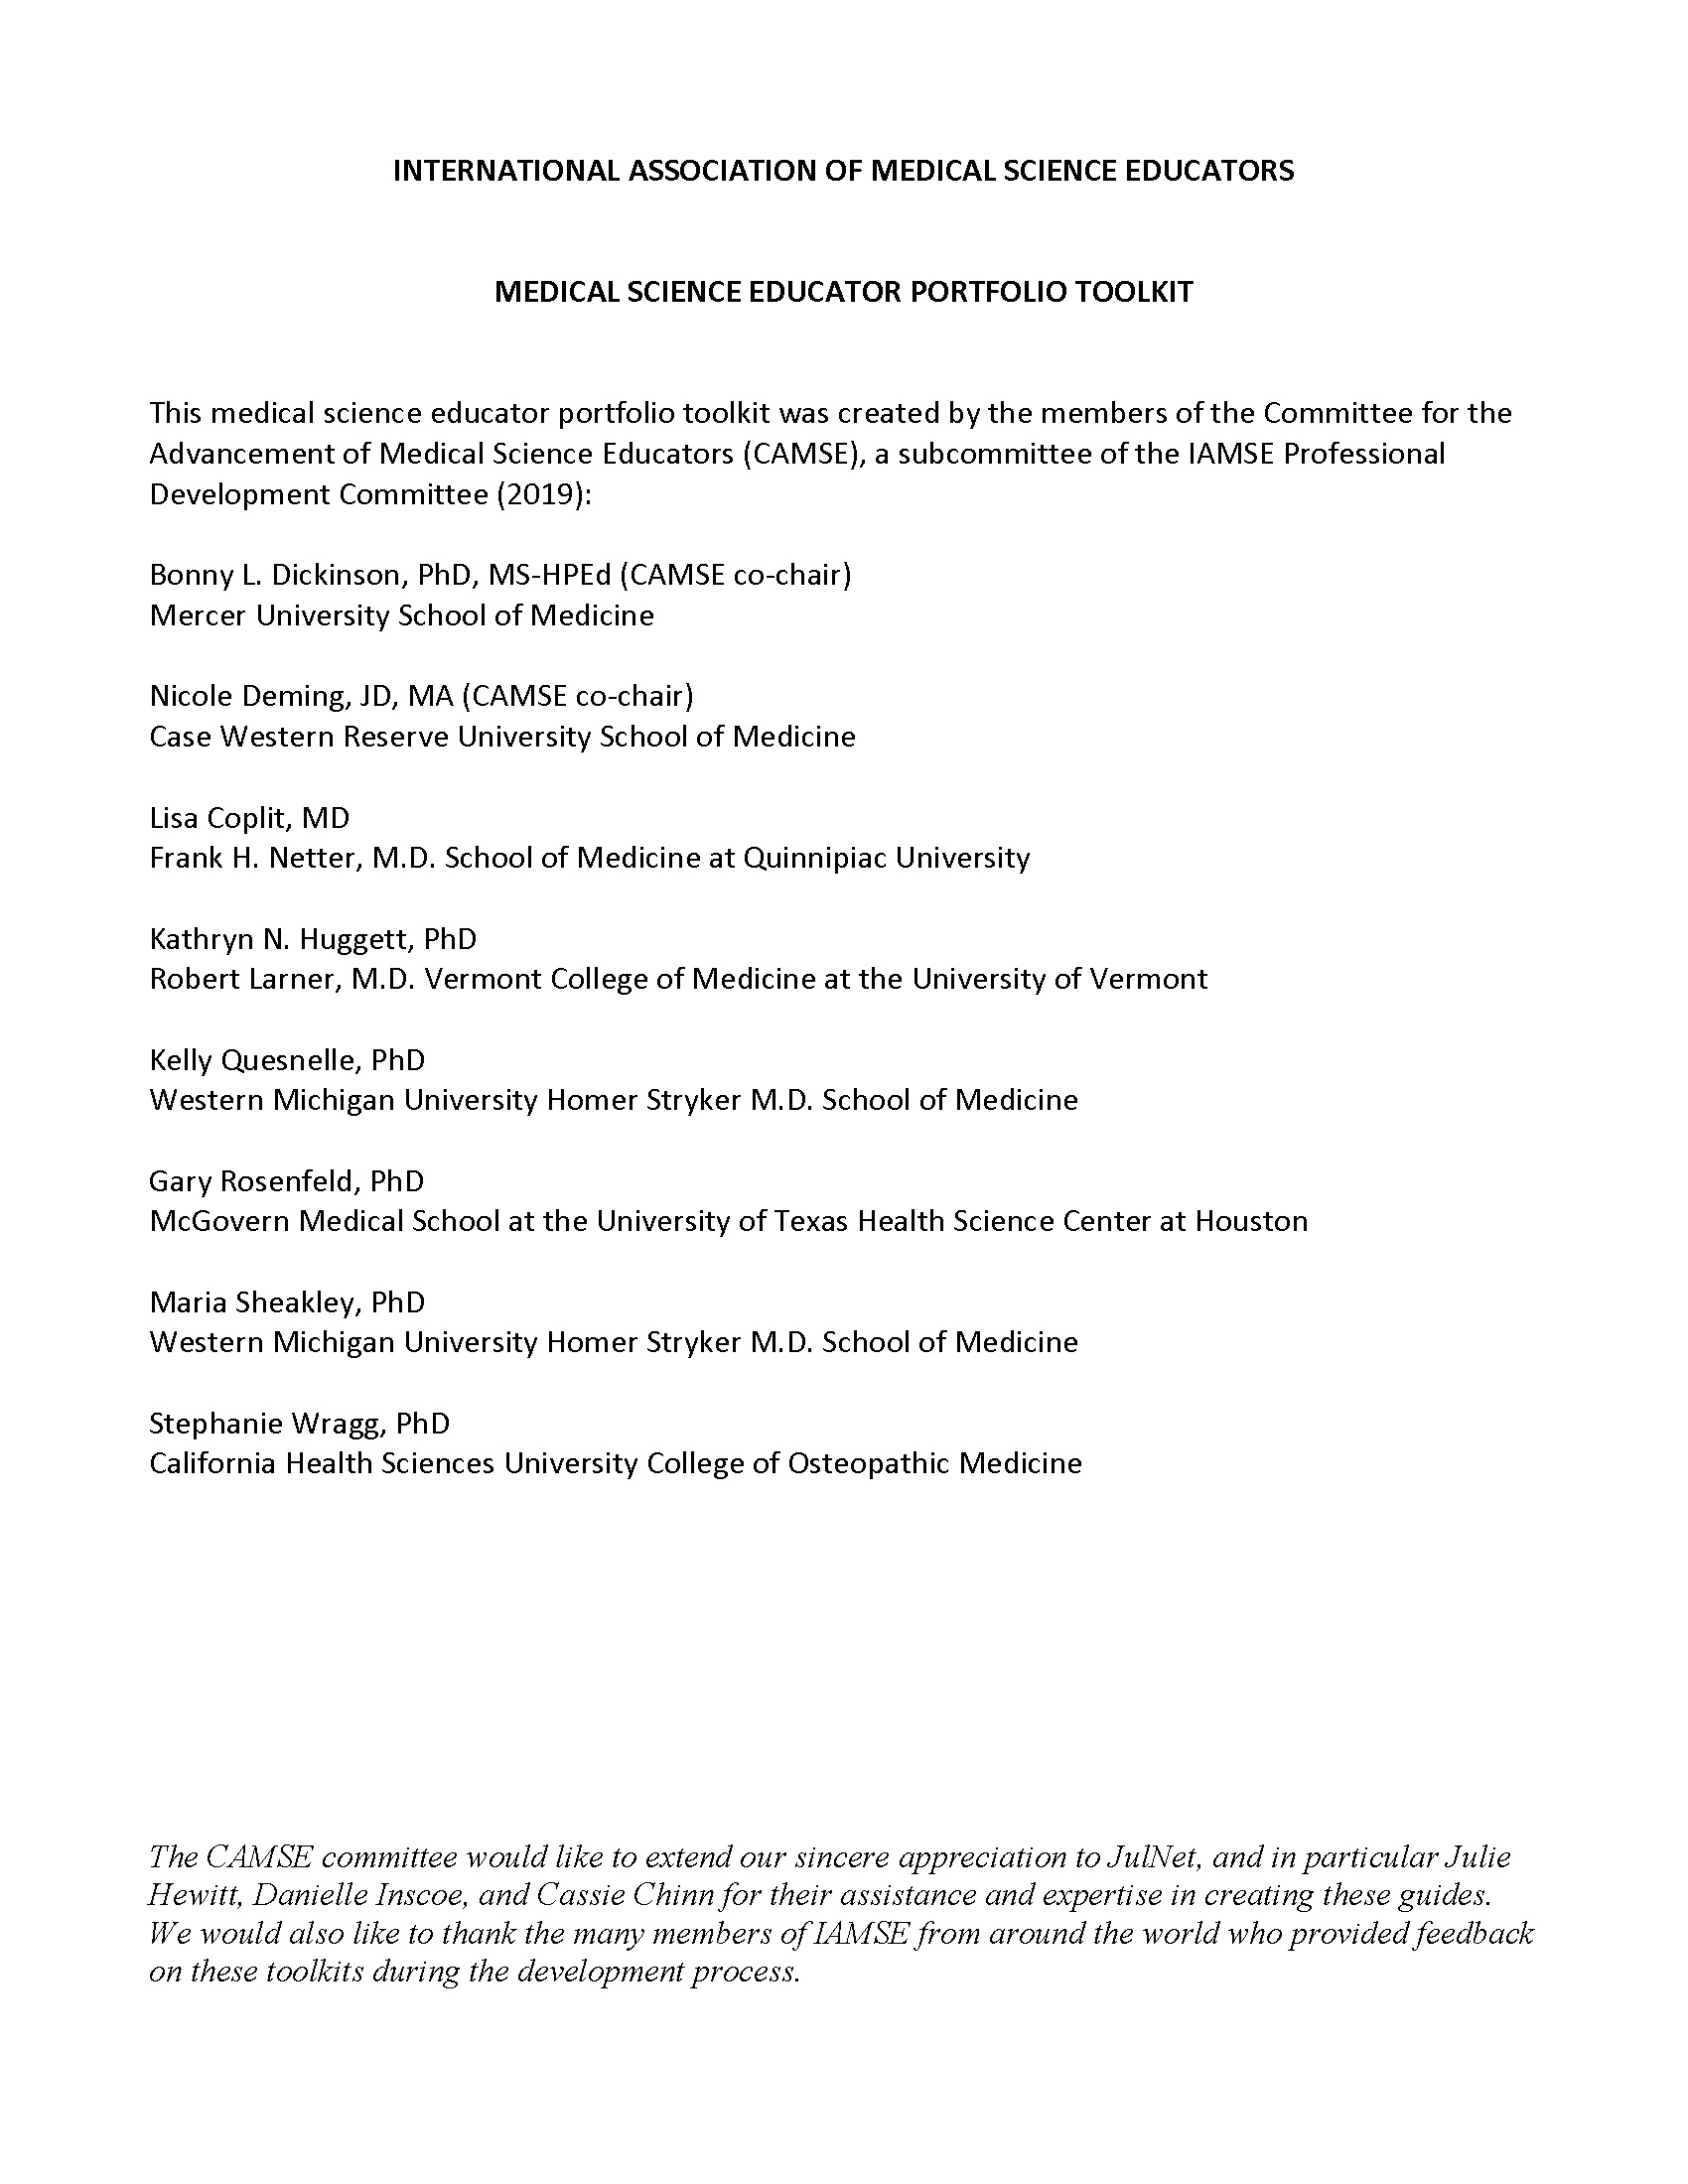 INTERNATIONAL ASSOCIATION OF MEDICAL SCIENCE EDUCATORS
MEDICAL SCIENCE EDUCATOR PORTFOLIO TOOLKIT
This medical science educator portfolio toolkit was created by the members of the Committee for the
Advancement of Medical Science Educators (CAMSE), a subcommittee of the IAMSE Professional
Development Committee (2019):
Bonny L. Dickinson, PhD, MS-HPEd (CAMSE co-chair)
Mercer University School of Medicine
Nicole Deming, JD, MA (CAMSE co-chair)
Case Western Reserve University School of Medicine
Lisa Coplit, MD
Frank H. Netter, M.D. School of Medicine at Quinnipiac University
Kathryn N. Huggett, PhD
Robert Larner, M.D. Vermont College of Medicine at the University of Vermont
Kelly Quesnelle, PhD
Western Michigan University Homer Stryker M.D. School of Medicine
Gary Rosenfeld, PhD
McGovern Medical School at the University of Texas Health Science Center at Houston
Maria Sheakley, PhD
Western Michigan University Homer Stryker M.D. School of Medicine
Stephanie Wragg, PhD
California Health Sciences University College of Osteopathic Medicine
The CAMSE committee would like to extend our sincere appreciation to JulNet, and in particular Julie
Hewitt, Danielle Inscoe, and Cassie Chinn for their assistance and expertise in creating these guides.
We would also like to thank the many members of IAMSE from around the world who provided feedback
on these toolkits during the development process.